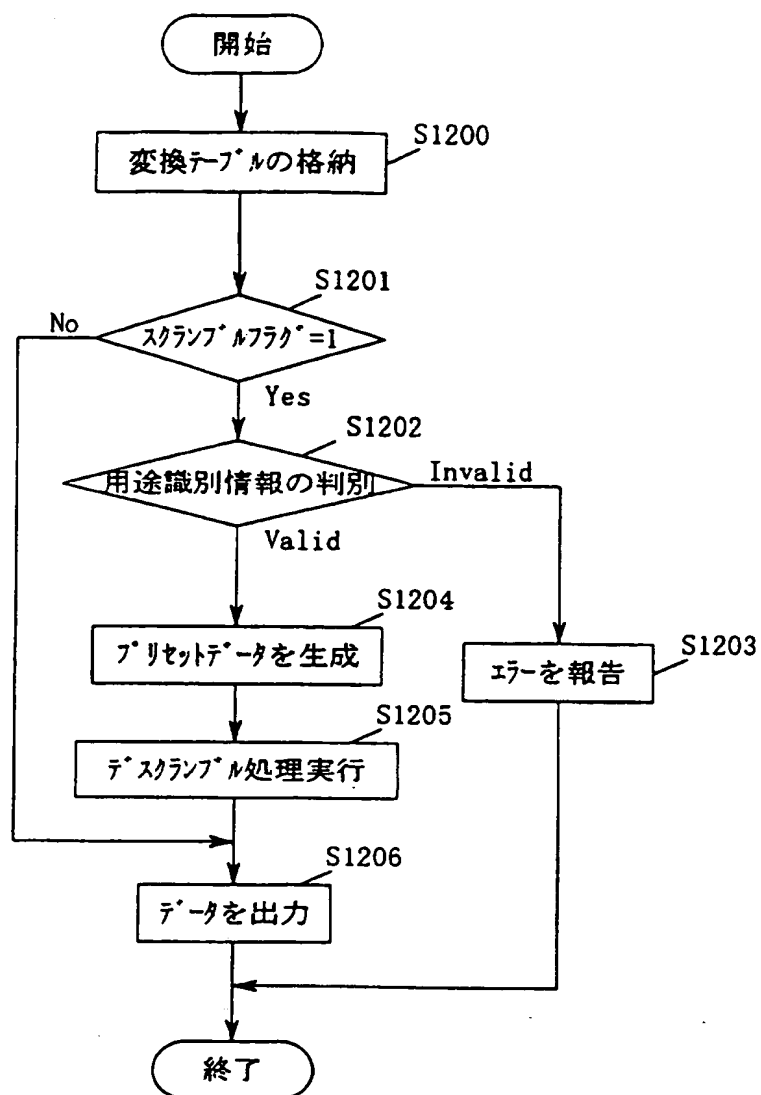 開始
S1200
変換ﾃｰﾌﾞﾙの格納
S1201
No
ｽｸﾗﾝﾌﾞﾙﾌﾗｸﾞ=1
Yes
S1202
用途識別情報の判別
Invalid
Valid
S1204
ﾌﾟﾘｾｯﾄﾃﾞｰﾀを生成
S1203
ｴﾗｰを報告
S1205
ﾃﾞｽｸﾗﾝﾌﾞﾙ処理実行
S1206
ﾃﾞｰﾀを出力
終了